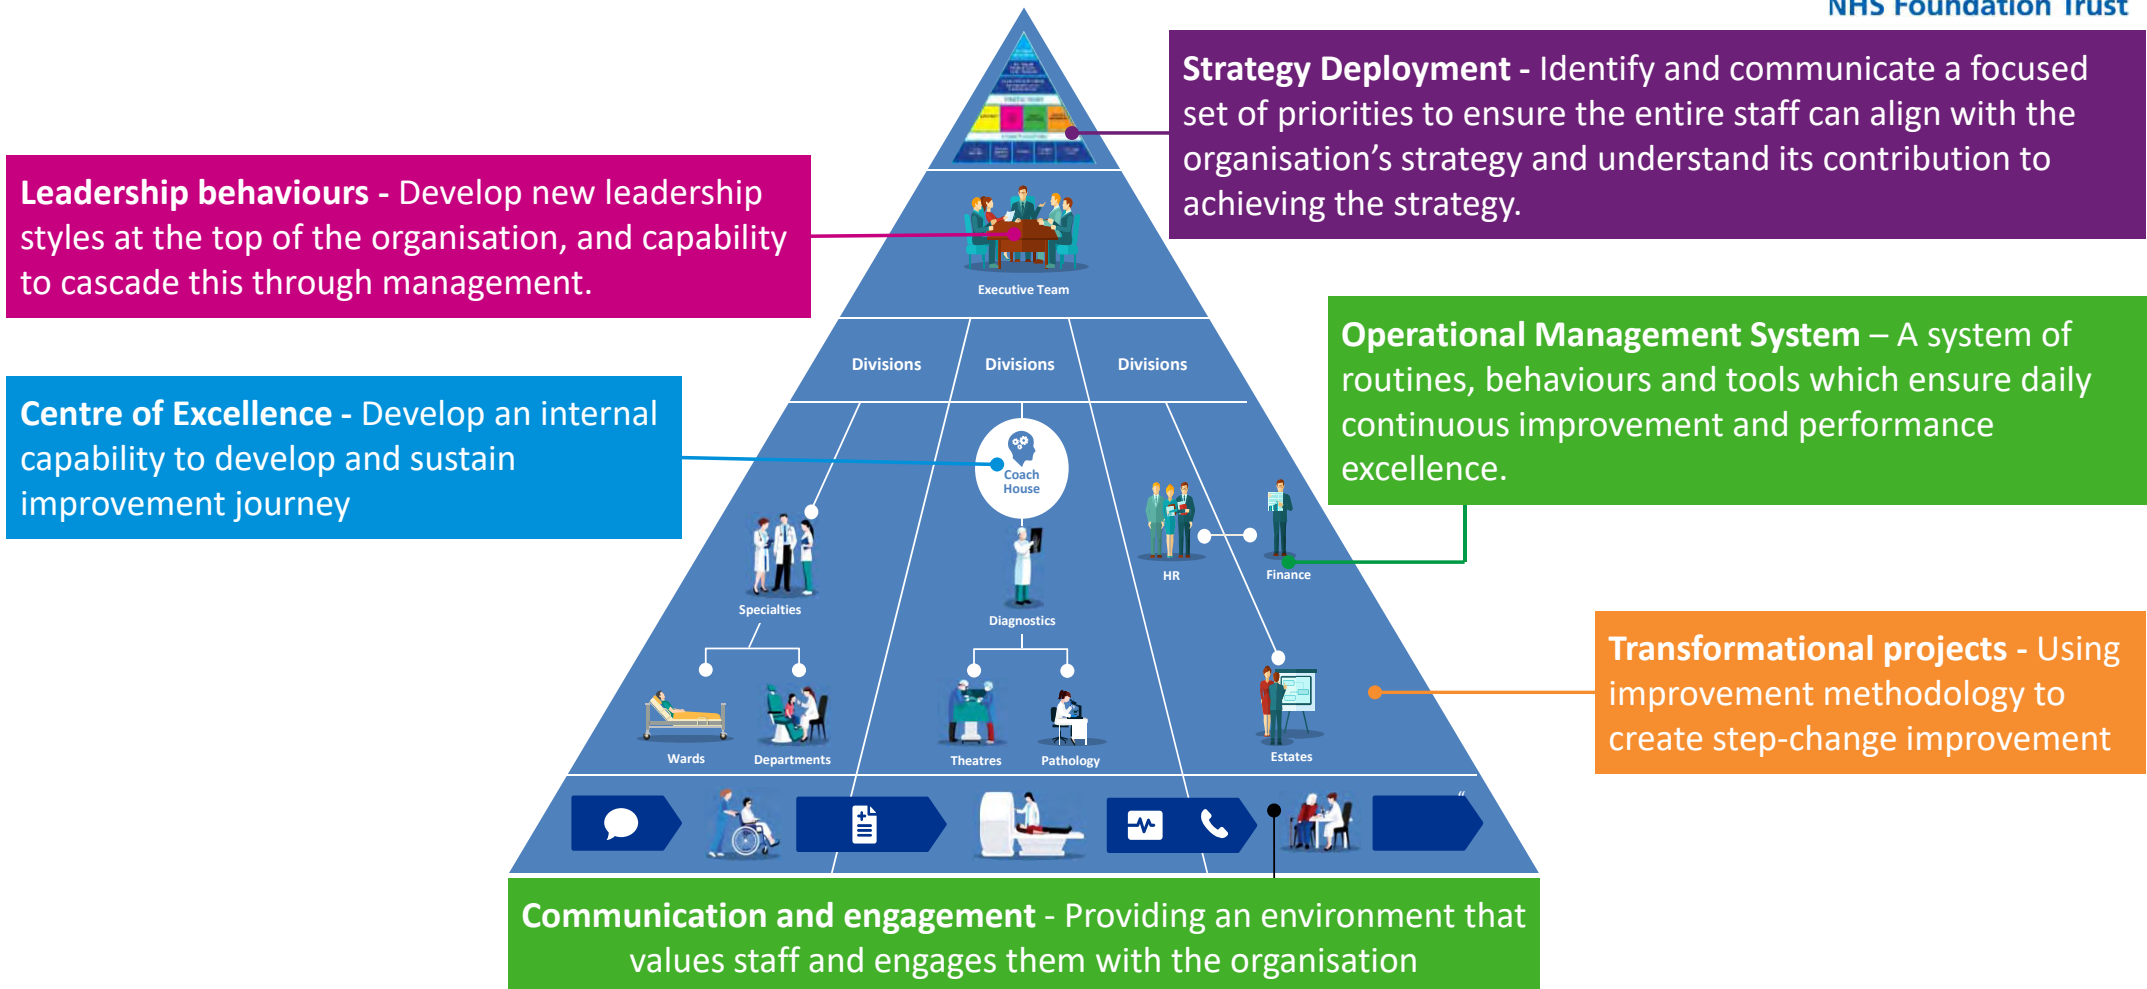 NHS Foundation Trust
Strategy Deployment - Identify and communicate a focused
set of priorities to ensure the entire staff can align with the
organisation’s strategy and understand its contribution to
achieving the strategy.
Leadership behaviours - Develop new leadership
styles at the top of the organisation, and capability
to cascade this through management.
Executive Team
Operational Management System – A system of
routines, behaviours and tools which ensure daily
continuous improvement and performance
excellence.
Divisions
Divisions
Divisions
Centre of Excellence - Develop an internal
capability to develop and sustain
improvement journey
Coach
House
HR
Finance
Specialties
Diagnostics
Transformational projects - Using
improvement methodology to
create step-change improvement
Wards
Departments
Theatres
Pathology
Estates
“
Communication and engagement - Providing an environment that
values staff and engages them with the organisation